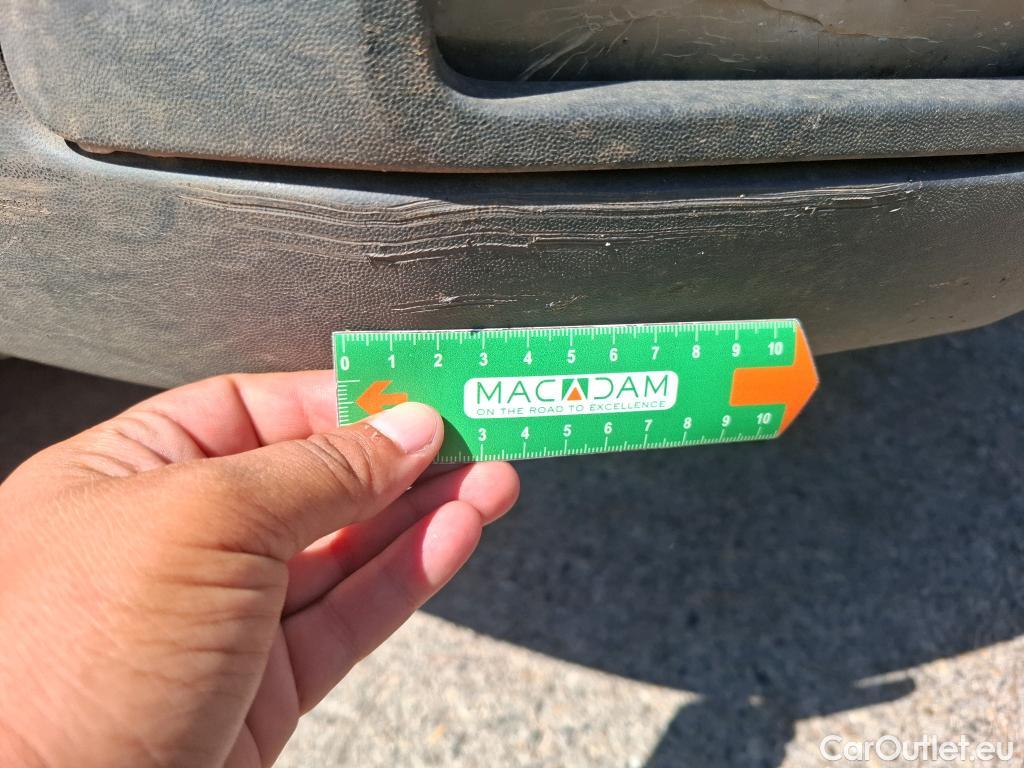 0 1 2 3 4 5 6 7 8 9 10
MACADAM
ON THE ROAD TO EXCELLENCE
3 4 5 6 7 8 9 10
CarOutlet.eu